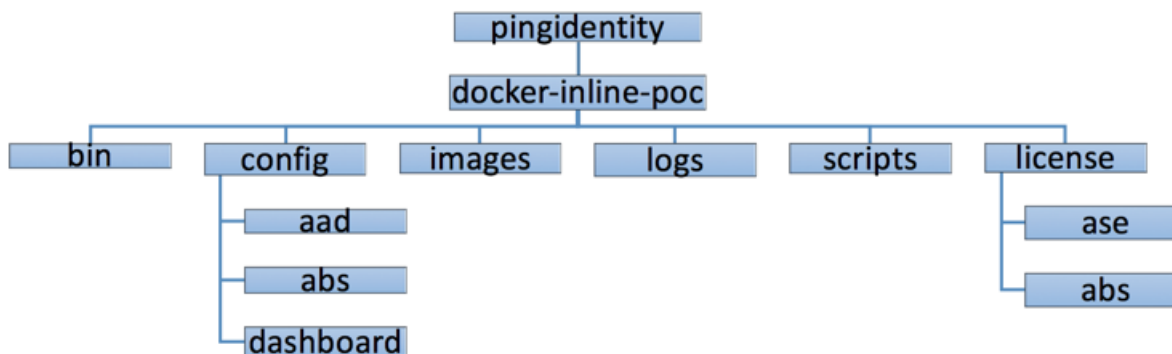 pingidentity
docker-inline-poc
bin
config
images
logs
scripts
license
aad
ase
abs
abs
dashboard